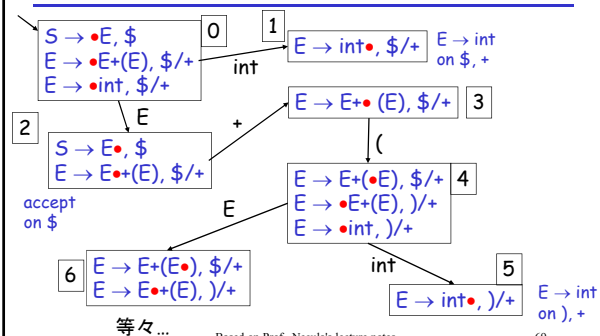 0
S → •E, $
E → •E+(E), $/+
E → •int, $/+
int
1
E → int•, $/+
E → int
on $, +
E
2
S → E•, $
E → E•+(E), $/+
accept
on $
+
E → E+• (E), $/+
3
(
E → E+(•E), $/+
E → •E+(E), )/+
E → •int, )/+
4
E
6
E → E+(E•), $/+
E → E•+(E), )/+
int
5
E → int•, )/+
E → int
on ), +
等々…